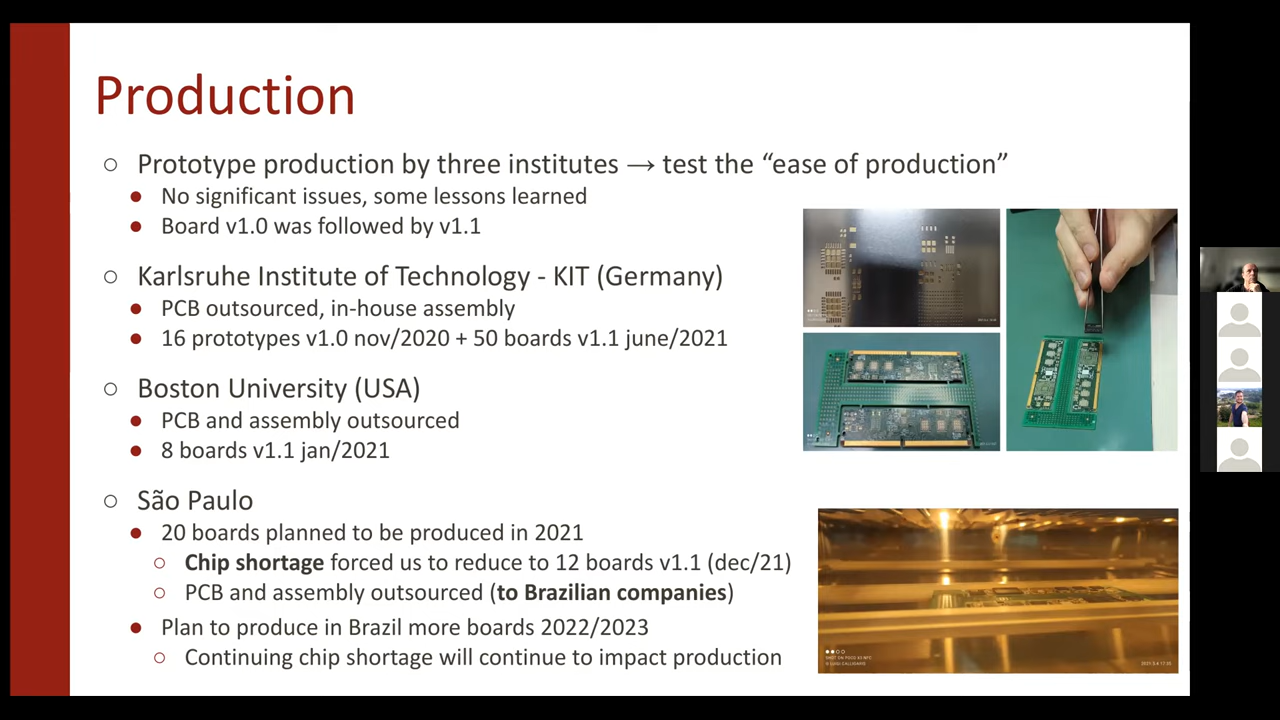 Production
○ Prototype production by three institutes → test the “ease of production”
● No significant issues, some lessons learned
● Board v1.0 was followed by v1.1
○ Karlsruhe Institute of Technology - KIT (Germany)
● PCB outsourced, in-house assembly
● 16 prototypes v1.0 nov/2020 + 50 boards v1.1 june/2021
○ Boston University (USA)
● PCB and assembly outsourced
● 8 boards v1.1 jan/2021
○ São Paulo
● 20 boards planned to be produced in 2021
○ Chip shortage forced us to reduce to 12 boards v1.1 (dec/21)
○ PCB and assembly outsourced (to Brazilian companies)
● Plan to produce in Brazil more boards 2022/2023
○ Continuing chip shortage will continue to impact production